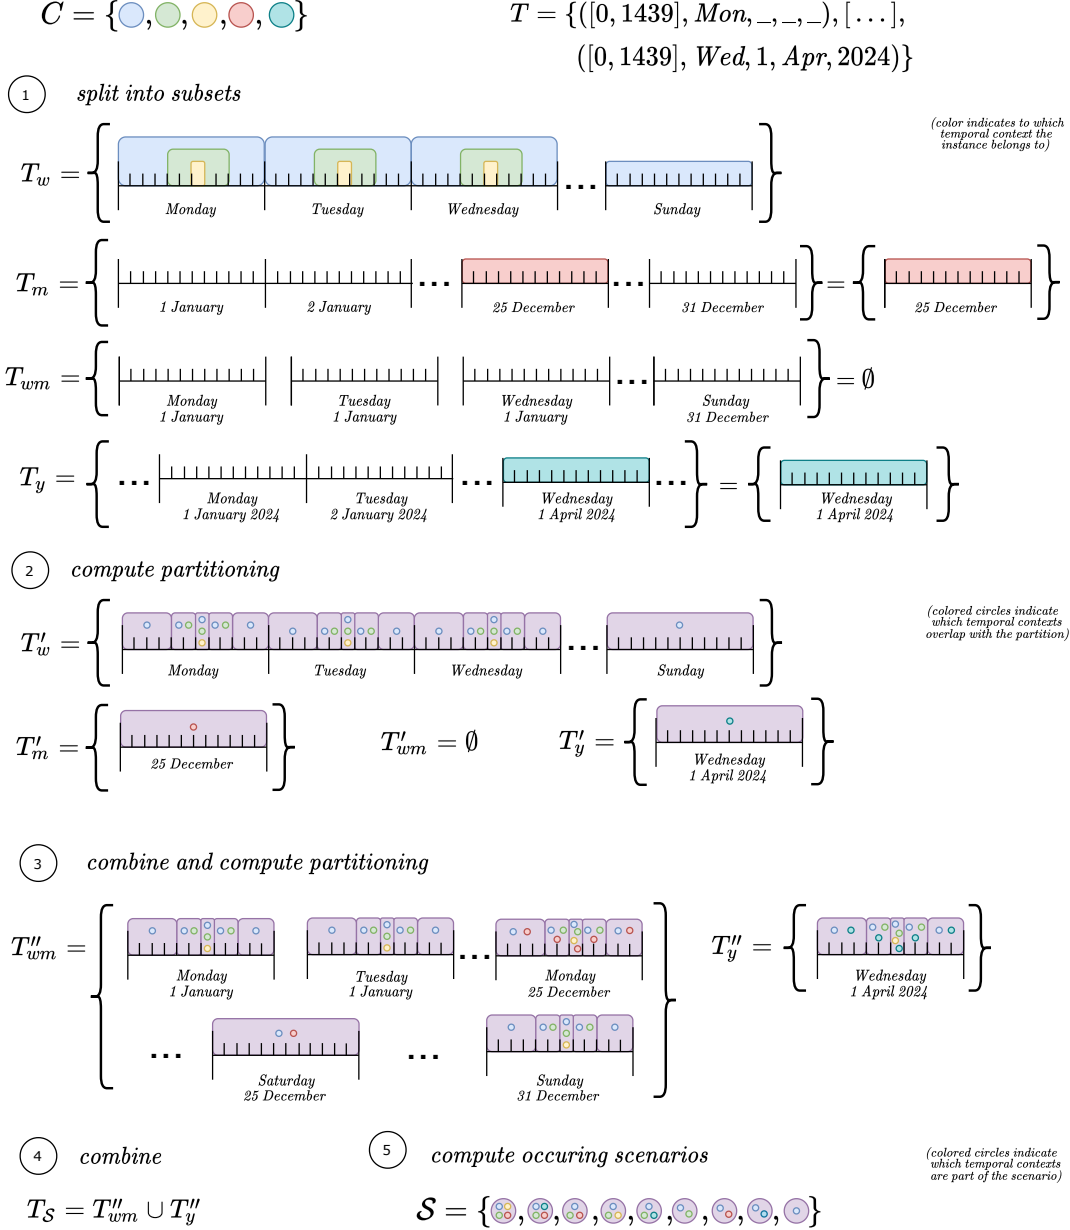 C = { , , , , }
T = {([0, 1439], Mon, _, _, _), [...],
([0, 1439], Wed, 1, Apr, 2024)}
1 split into subsets
(color indicates to which
temporal context the
instance belongs to)
T_w = { ... }
Monday Tuesday Wednesday Sunday
T_m = { ... ... } = { }
1 January 2 January 25 December 31 December 25 December
T_wm = { ... } = ∅
Monday Tuesday Wednesday Sunday
1 January 1 January 1 January 31 December
T_y = { ... ... ... } = { }
Monday Tuesday Wednesday Wednesday
1 January 2024 2 January 2024 1 April 2024 1 April 2024
2 compute partitioning
(colored circles indicate
which temporal contexts
overlap with the partition)
T′_w = { ... }
Monday Tuesday Wednesday Sunday
T′_m = { } T′_wm = ∅ T′_y = { }
25 December Wednesday
1 April 2024
3 combine and compute partitioning
T″_wm = { ... T″_y = { }
Monday Tuesday Monday Wednesday
1 January 1 January 25 December 1 April 2024
... ... }
Saturday Sunday
25 December 31 December
4 combine 5 compute occuring scenarios
(colored circles indicate
which temporal contexts
are part of the scenario)
T_S = T″_wm ∪ T″_y S = { , , , , , , , , }